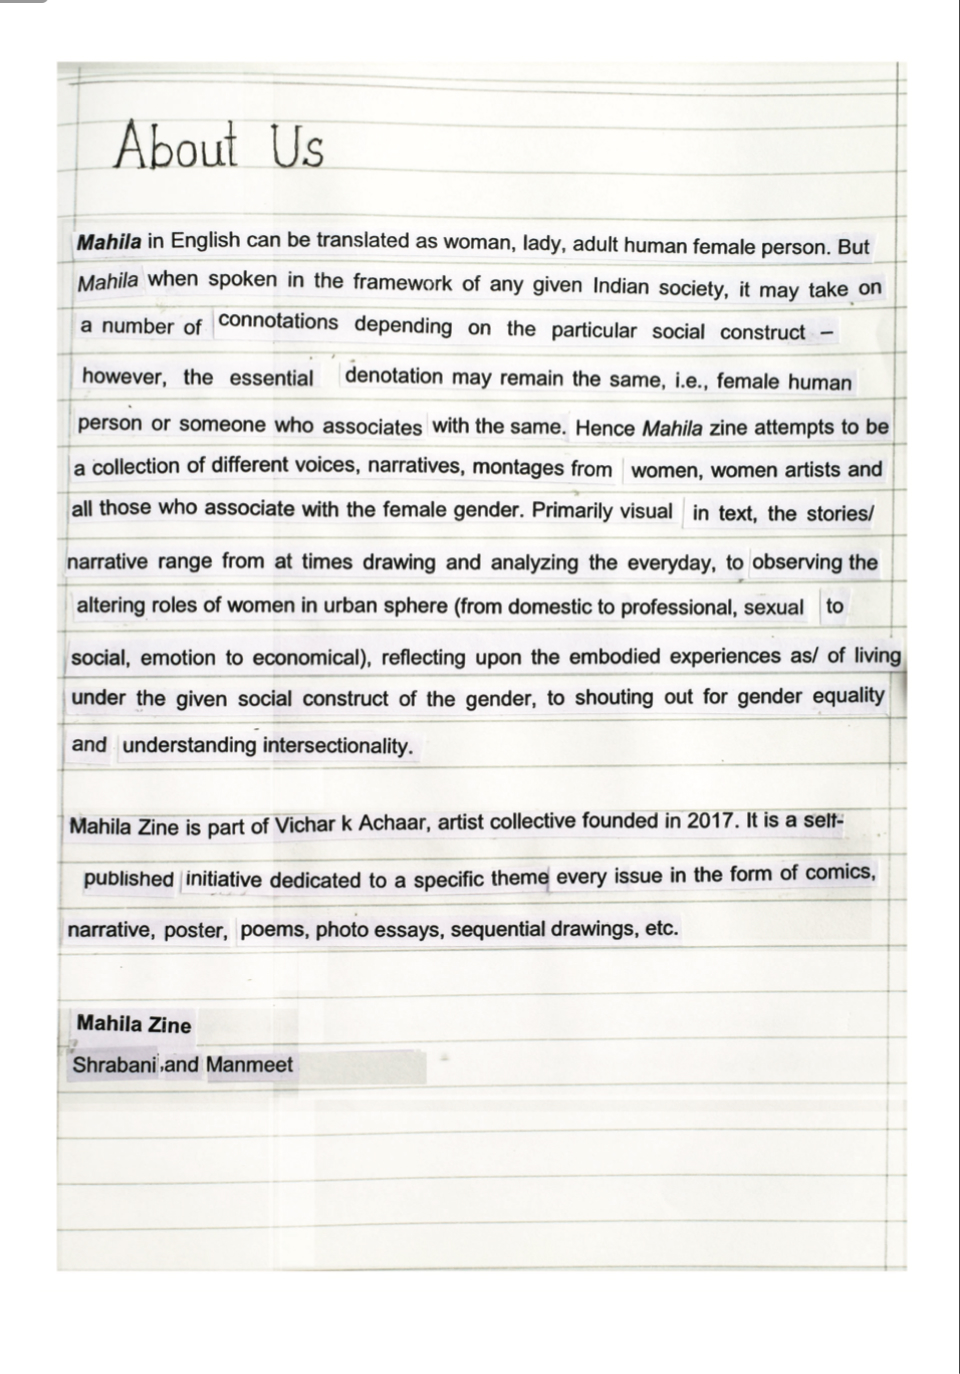 About Us
Mahila in English can be translated as woman, lady, adult human female person. But
Mahila when spoken in the framework of any given Indian society, it may take on
a number of connotations depending on the particular social construct –
however, the essential denotation may remain the same, i.e., female human
person or someone who associates with the same. Hence Mahila zine attempts to be
a collection of different voices, narratives, montages from women, women artists and
all those who associate with the female gender. Primarily visual in text, the stories/
narrative range from at times drawing and analyzing the everyday, to observing the
altering roles of women in urban sphere (from domestic to professional, sexual to
social, emotion to economical), reflecting upon the embodied experiences as/ of living
under the given social construct of the gender, to shouting out for gender equality
and understanding intersectionality.
Mahila Zine is part of Vichar k Achaar, artist collective founded in 2017. It is a self-
published initiative dedicated to a specific theme every issue in the form of comics,
narrative, poster, poems, photo essays, sequential drawings, etc.
Mahila Zine
Shrabani and Manmeet